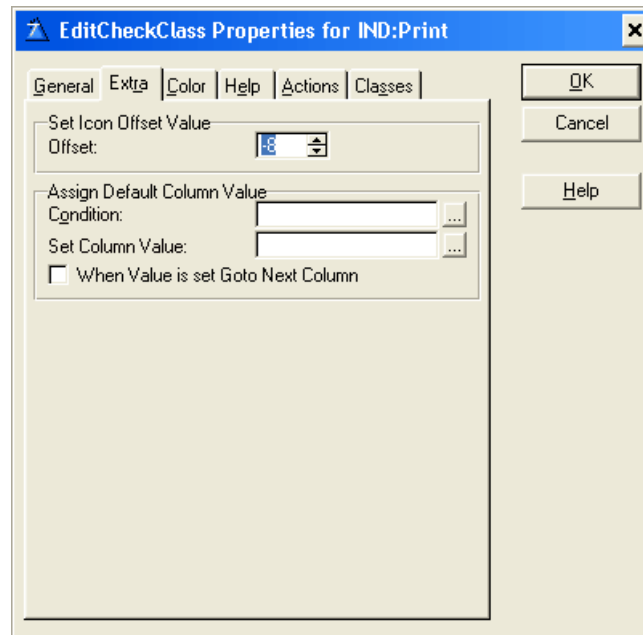 EditCheckClass Properties for IND:Print
General Extra Color Help Actions Classes
OK
Cancel
Help
Set Icon Offset Value
Offset: -8
Assign Default Column Value
Condition: ...
Set Column Value: ...
When Value is set Goto Next Column